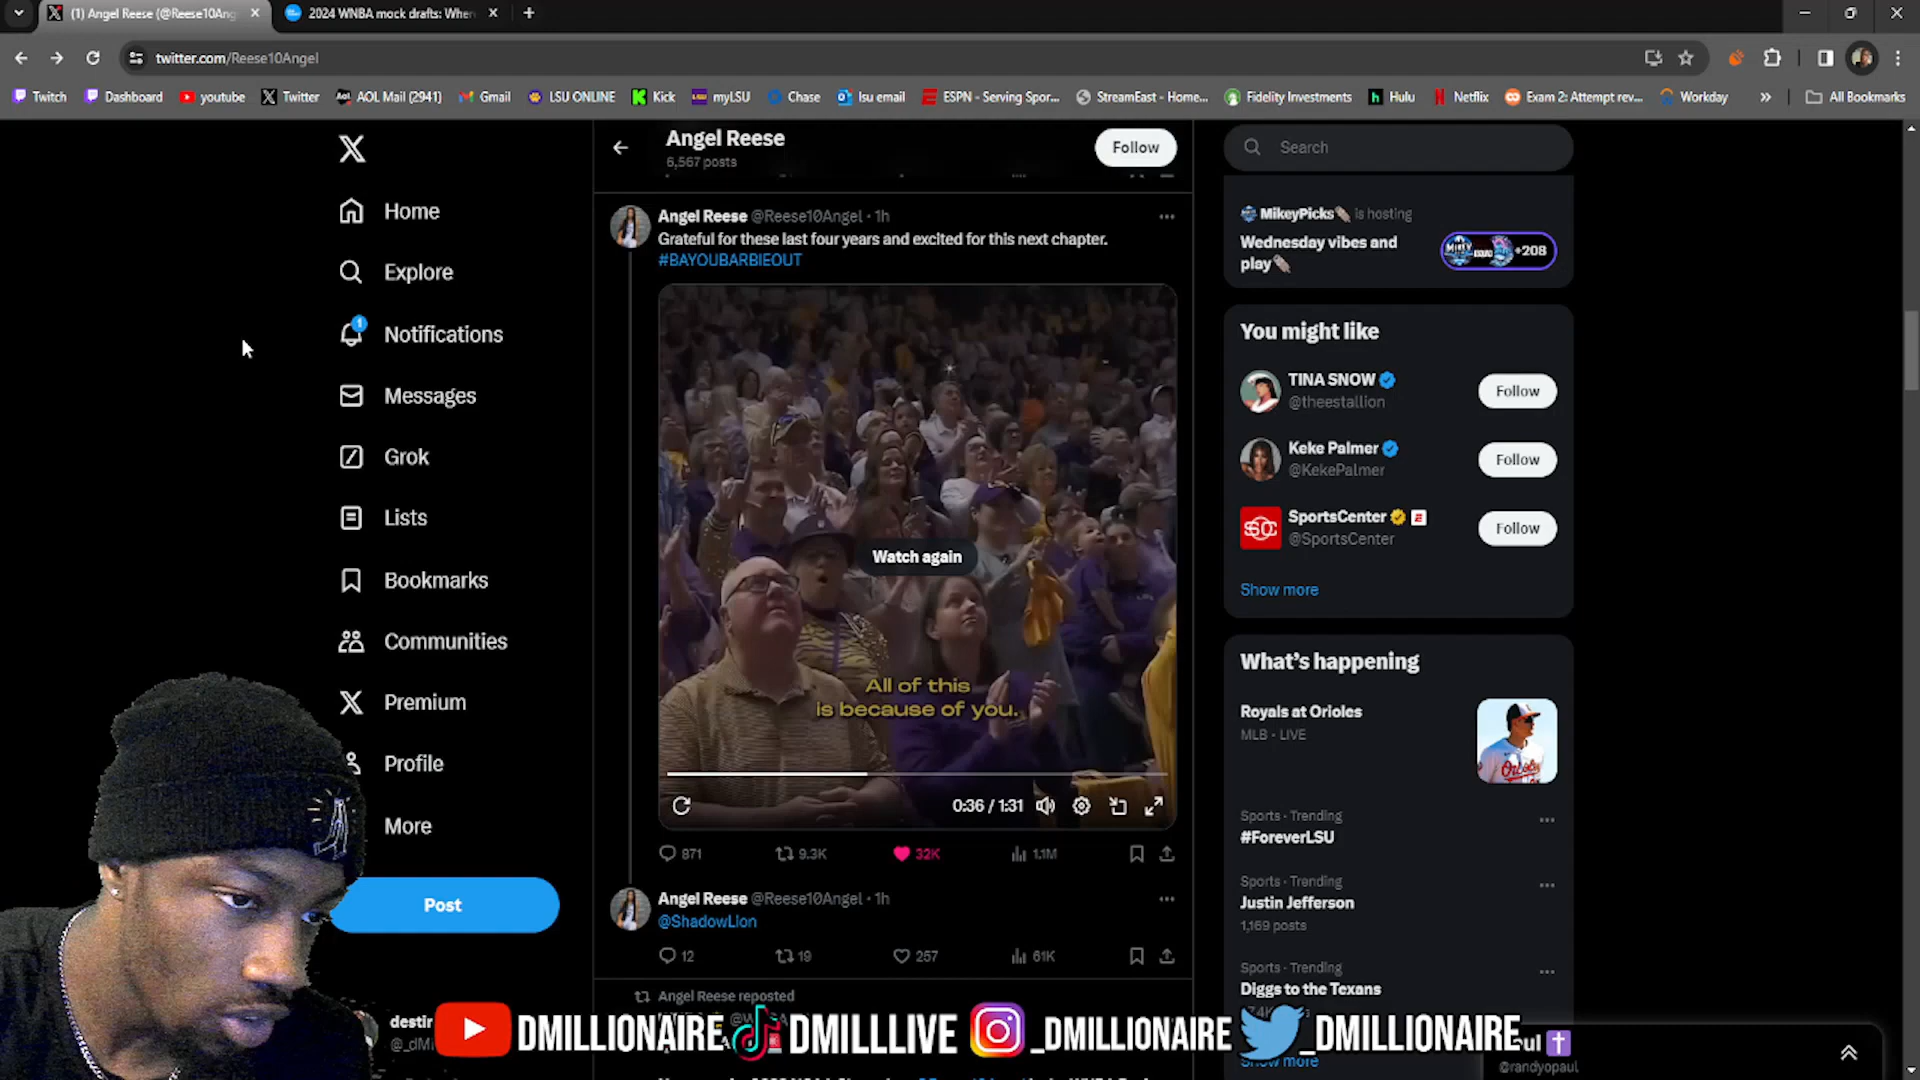 (1) Angel Reese (@Reese10Ang
2024 WNBA mock drafts: Wher
twitter.com/Reese10Angel
Twitch
Dashboard
youtube
Twitter
Aol. AOL Mail (2941)
Gmail
LSU ONLINE
Kick
myLSU
Chase
lsu email
ESPN - Serving Spor...
StreamEast - Home...
Fidelity Investments
Hulu
Netflix
Exam 2: Attempt rev...
Workday
All Bookmarks
Home
Explore
1
Notifications
Messages
Grok
Lists
Bookmarks
Communities
Premium
Profile
More
Post
destin
Angel Reese
6,567 posts
Follow
Angel Reese @Reese10Angel · 1h
Grateful for these last four years and excited for this next chapter.
#BAYOUBARBIEOUT
Watch again
All of this
is because of you.
0:36 / 1:31
871
9.3K
32K
1.1M
Angel Reese @Reese10Angel · 1h
@ShadowLion
12
19
257
61K
Angel Reese reposted
Search
MikeyPicks is hosting
Wednesday vibes and
play
+208
You might like
TINA SNOW
@theestallion
Follow
Keke Palmer
@KekePalmer
Follow
SportsCenter
@SportsCenter
Follow
Show more
What's happening
Royals at Orioles
MLB · LIVE
Sports · Trending
#ForeverLSU
Sports · Trending
Justin Jefferson
1,169 posts
Sports · Trending
Diggs to the Texans
Show more
DMILLIONAIRE
DMILLLIVE
_DMILLIONAIRE
_DMILLIONAIRE
@randyopaul